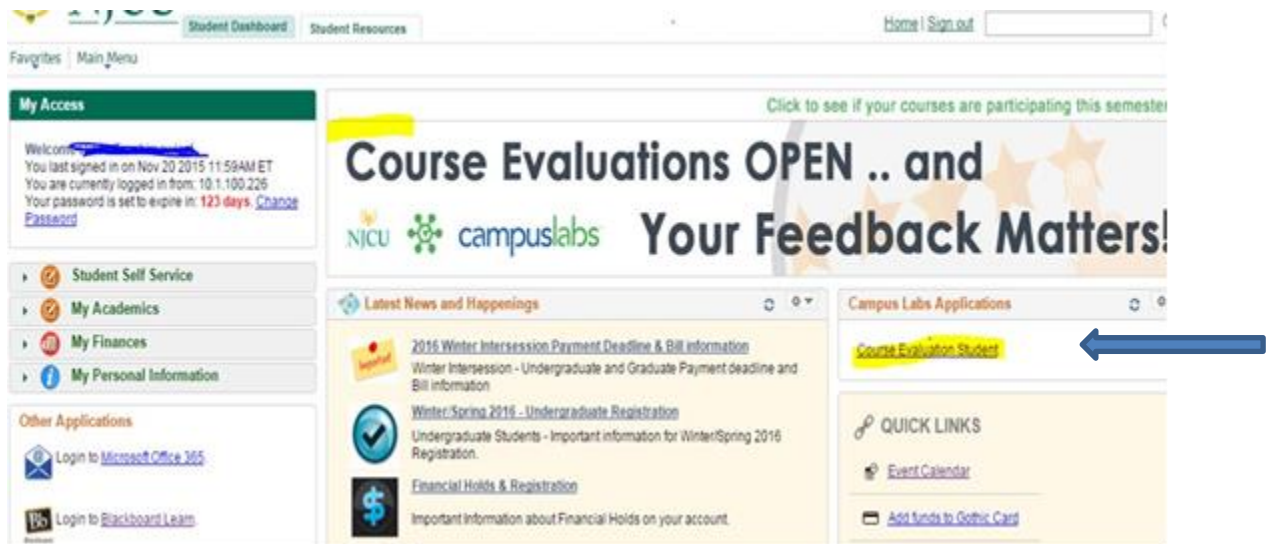 NJCU
Student Dashboard
Student Resources
Home | Sign out
Favorites
Main Menu
My Access
Welcome
You last signed in on Nov 20 2015 11:59AM ET
You are currently logged in from: 10.1.100.226
Your password is set to expire in: 123 days. Change
Password
Student Self Service
My Academics
My Finances
My Personal Information
Other Applications
Login to Microsoft Office 365.
Bb Login to Blackboard Learn.
Click to see if your courses are participating this semester
Course Evaluations OPEN .. and
NJCU campuslabs Your Feedback Matters!
Latest News and Happenings
Important!
2016 Winter Intersession Payment Deadline & Bill information
Winter Intersession - Undergraduate and Graduate Payment deadline and
Bill information
Winter/Spring 2016 - Undergraduate Registration
Undergraduate Students - Important information for Winter/Spring 2016
Registration.
Financial Holds & Registration
Important Information about Financial Holds on your account.
Campus Labs Applications
Course Evaluation Student
QUICK LINKS
Event Calendar
Add funds to Gothic Card